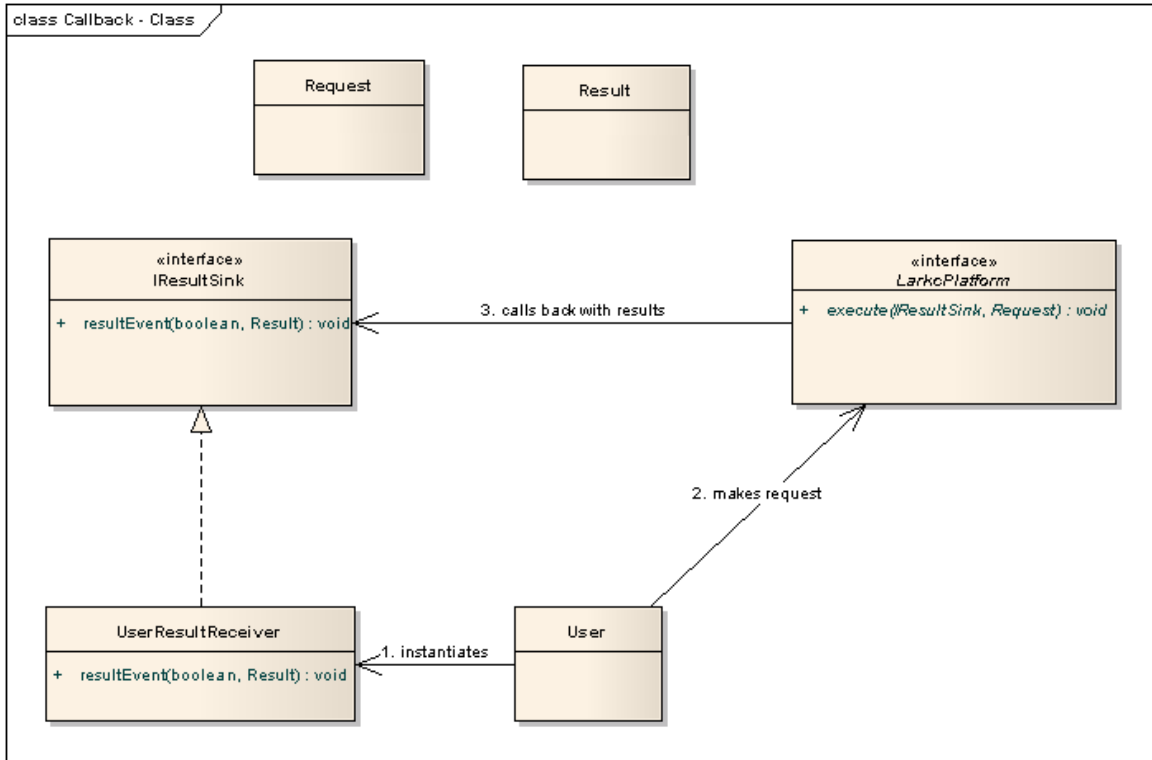 class Callback - Class
Request
Result
«interface»
IResultSink
+ resultEvent(boolean, Result) : void
«interface»
LarkcPlatform
+ execute(IResultSink, Request) : void
3. calls back with results
2. makes request
UserResultReceiver
+ resultEvent(boolean, Result) : void
1. instantiates
User